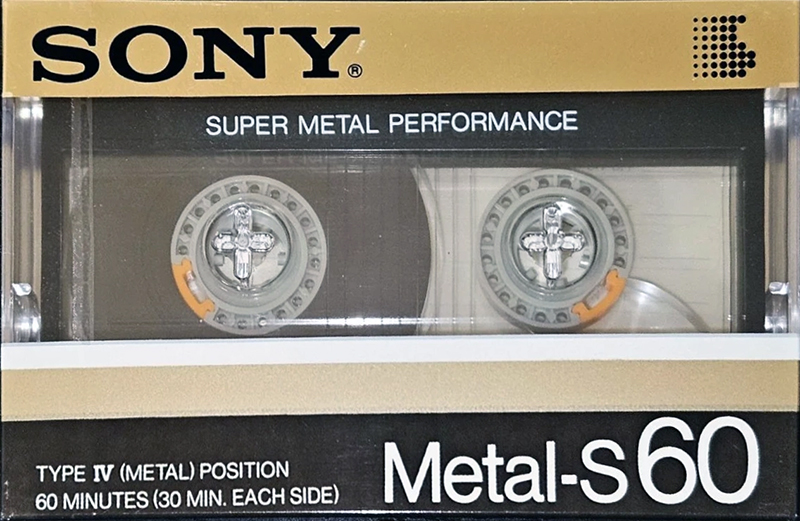 SONY®
SUPER METAL PERFORMANCE
TYPE IV (METAL) POSITION
60 MINUTES (30 MIN. EACH SIDE)
Metal-S 60